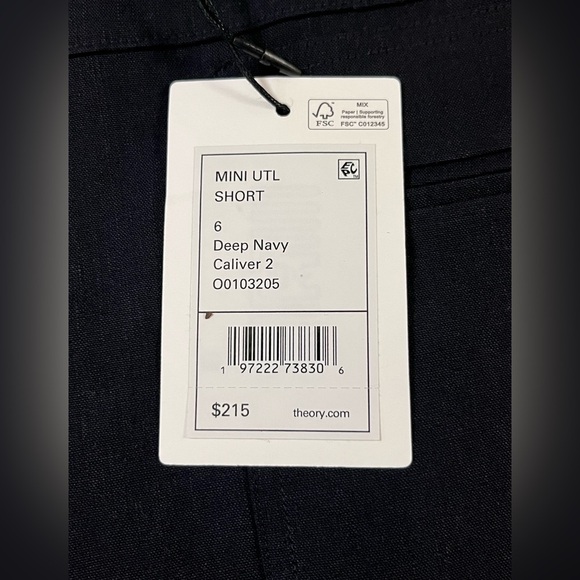 MIX
Paper | Supporting
responsible forestry
FSC™ C012345
FSC
MINI UTL
SHORT
6
Deep Navy
Caliver 2
O0103205
1 97222 73830 6
$215 theory.com